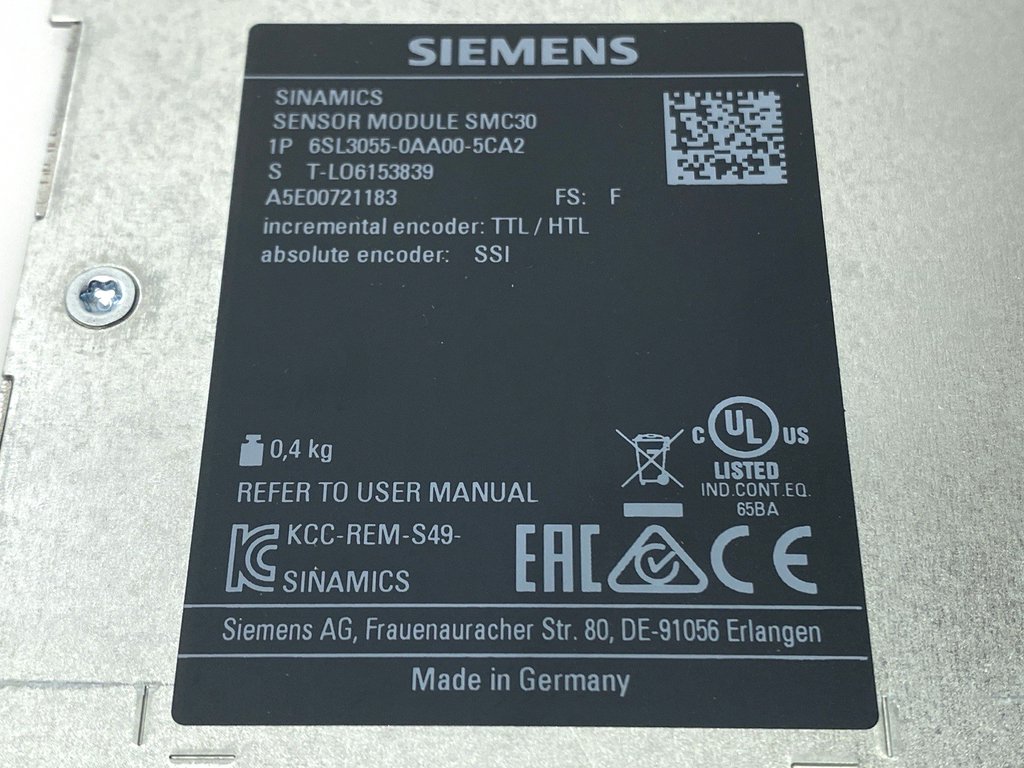 SIEMENS
SINAMICS
SENSOR MODULE SMC30
1P 6SL3055-0AA00-5CA2
S T-LO6153839
A5E00721183 FS: F
incremental encoder: TTL / HTL
absolute encoder: SSI
0,4 kg
REFER TO USER MANUAL
C UL US
LISTED
IND.CONT.EQ.
65BA
KCC-REM-S49-
SINAMICS
EAC CE
Siemens AG, Frauenauracher Str. 80, DE-91056 Erlangen
Made in Germany